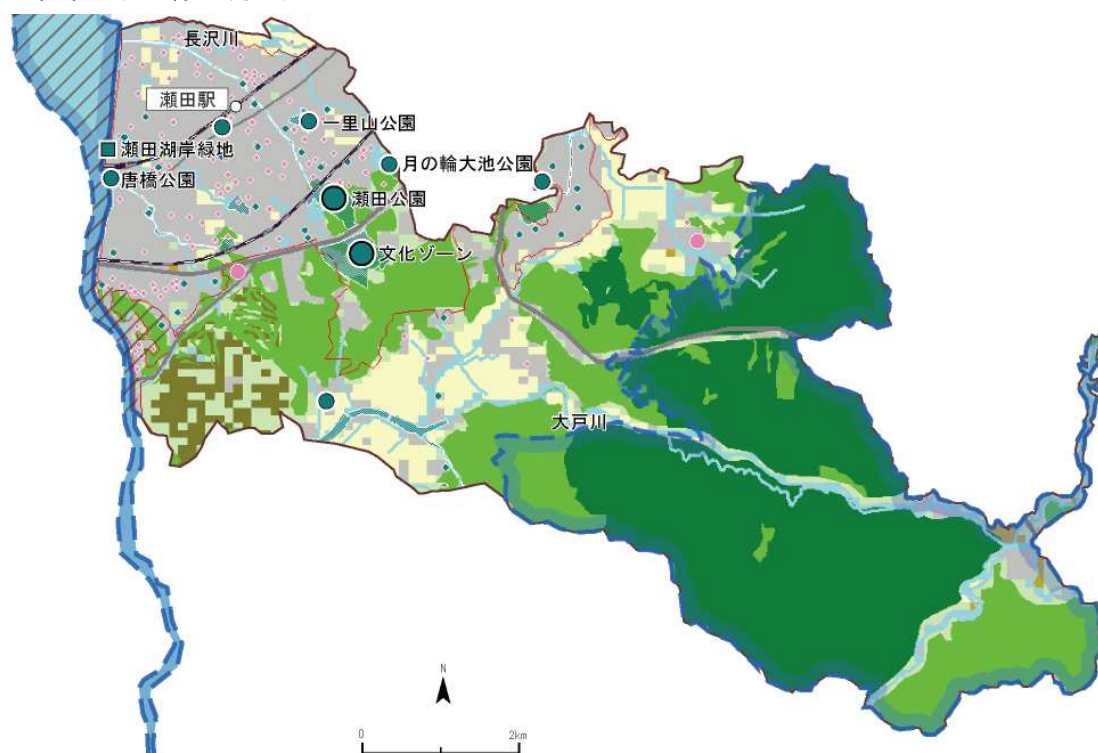 長沢川
瀬田駅
一里山公園
瀬田湖岸緑地
月の輪大池公園
唐橋公園
瀬田公園
文化ゾーン
大戸川
N
0
2km